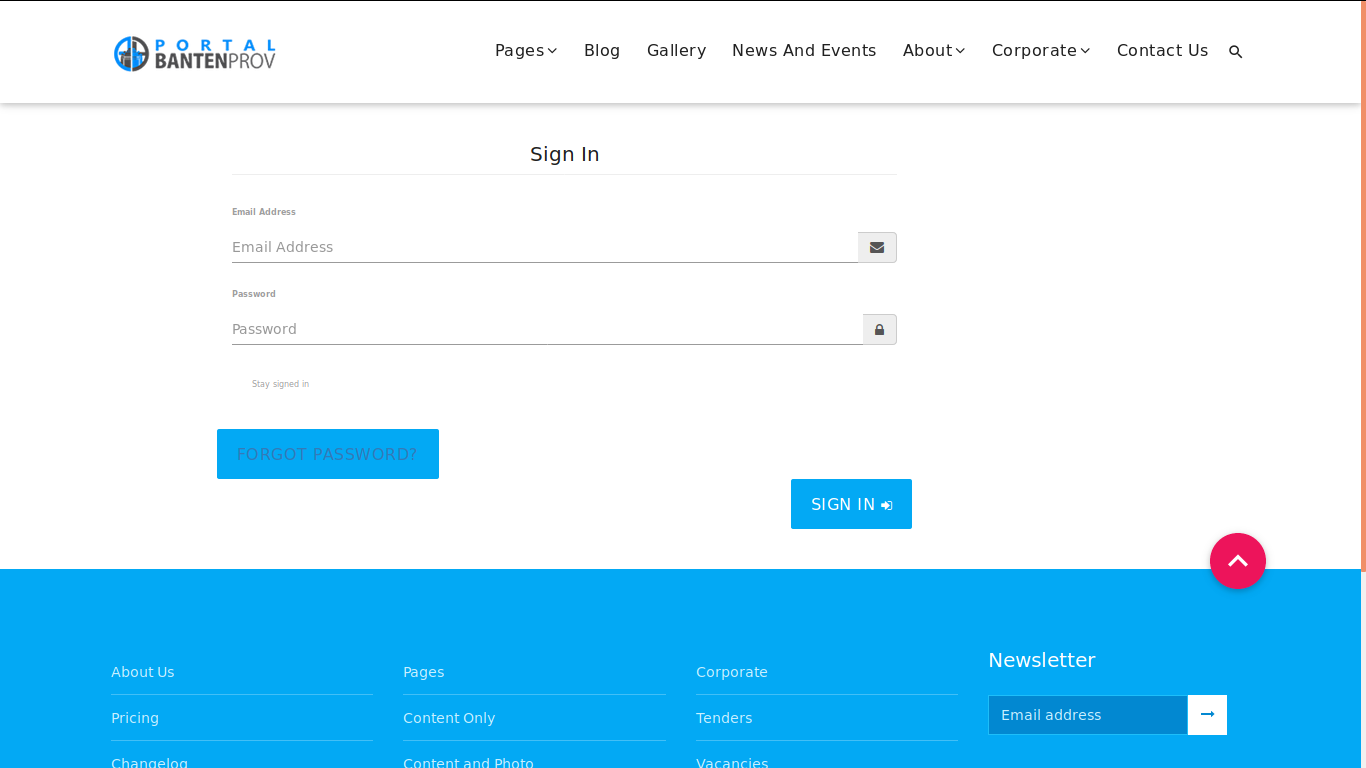 PORTAL
BANTENPROV
Pages Blog Gallery News And Events About Corporate Contact Us
Sign In
Email Address
Email Address
Password
Password
Stay signed in
FORGOT PASSWORD?
SIGN IN
About Us
Pricing
Changelog
Pages
Content Only
Content and Photo
Corporate
Tenders
Vacancies
Newsletter
Email address